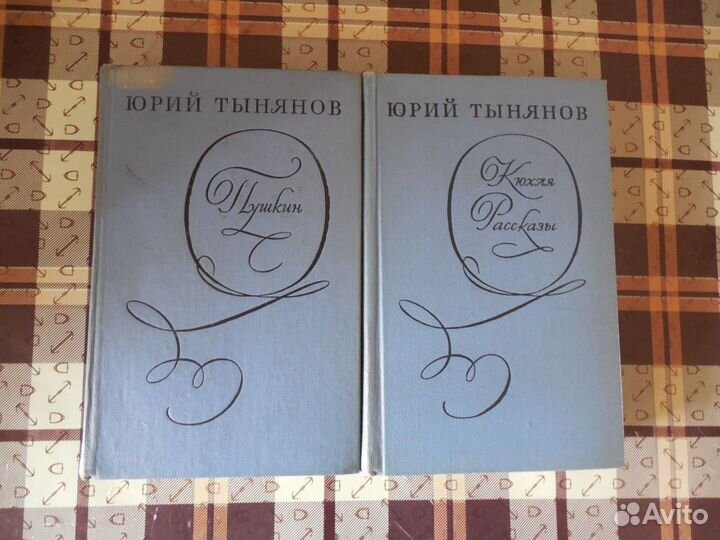 ЮРИЙ ТЫНЯНОВ
Пушкин
ЮРИЙ ТЫНЯНОВ
Кюхля
Рассказы
Avito